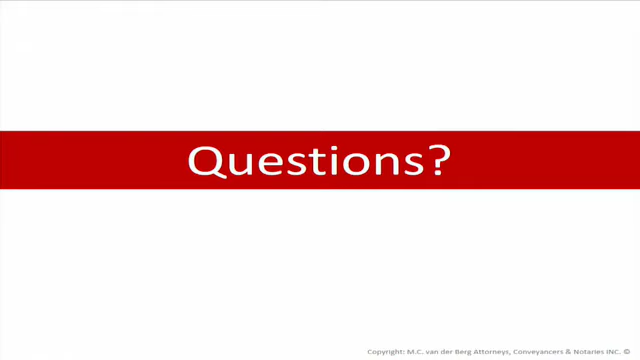 Questions?
Copyright: M.C. van der Berg Attorneys, Conveyancers & Notaries INC. ©